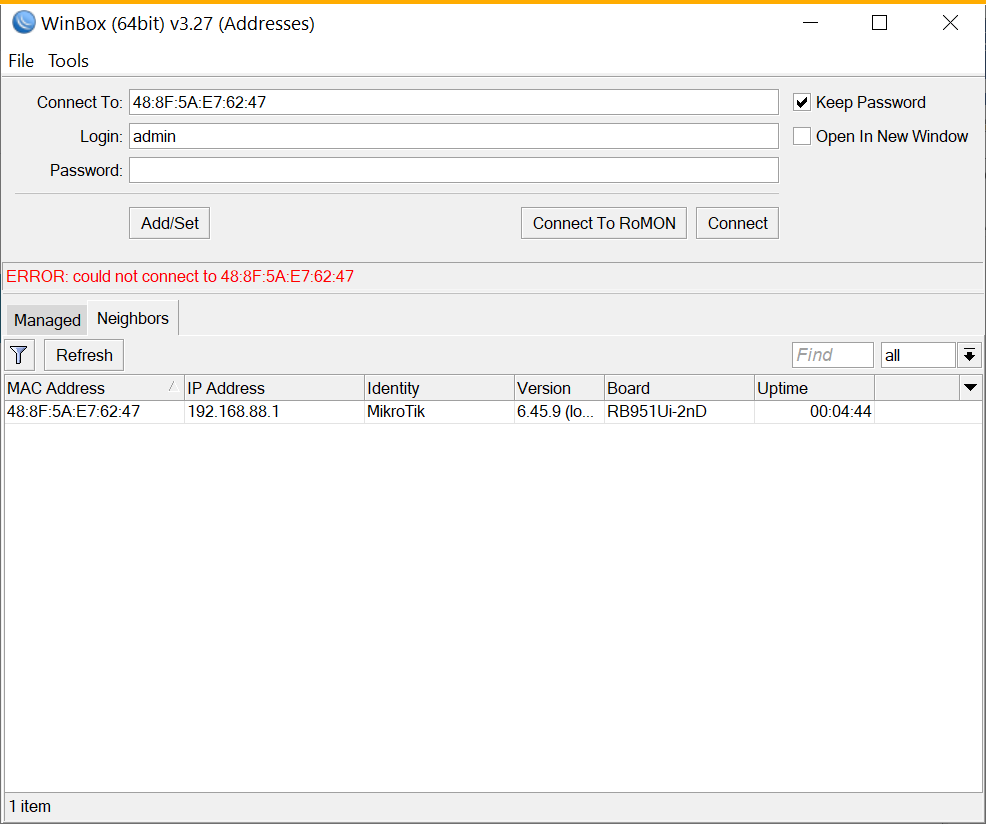 WinBox (64bit) v3.27 (Addresses)
File Tools
Connect To: 48:8F:5A:E7:62:47 Keep Password
Login: admin Open In New Window
Password:
Add/Set Connect To RoMON Connect
ERROR: could not connect to 48:8F:5A:E7:62:47
Managed Neighbors
Refresh Find all
MAC Address IP Address Identity Version Board Uptime
48:8F:5A:E7:62:47 192.168.88.1 MikroTik 6.45.9 (lo... RB951Ui-2nD 00:04:44
1 item